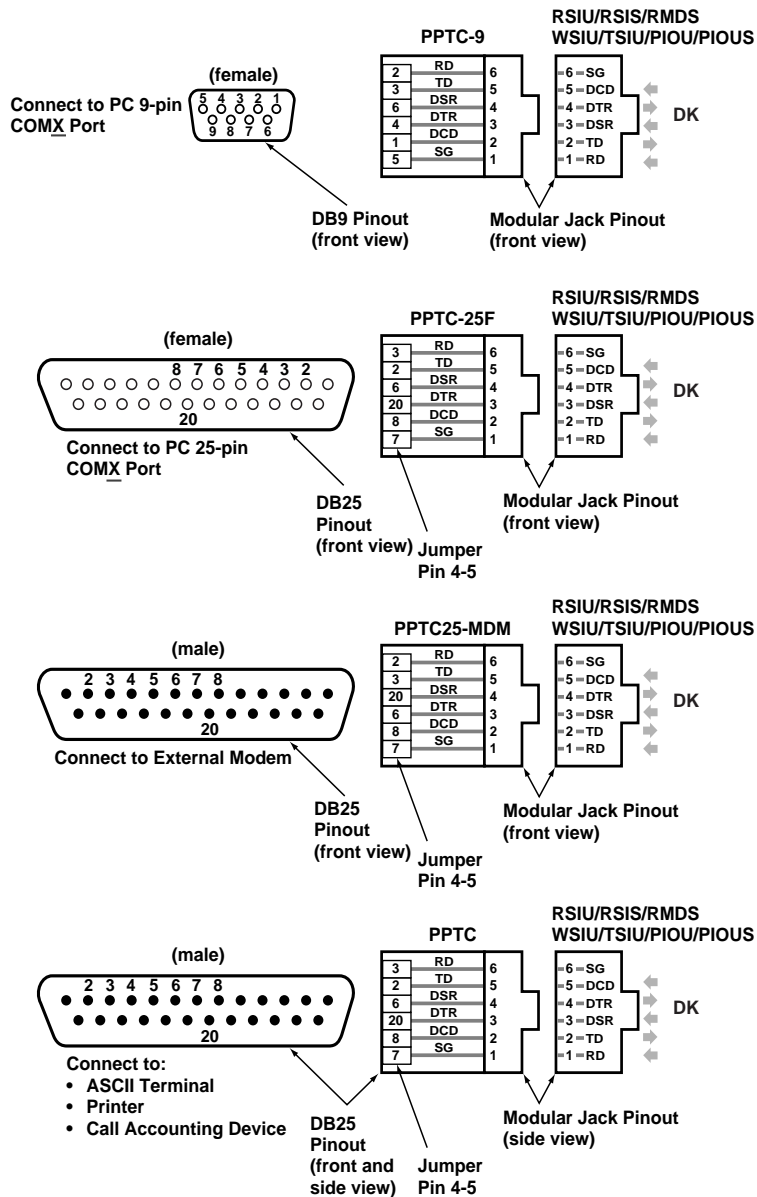 RSIU/RSIS/RMDS
WSIU/TSIU/PIOU/PIOUS
PPTC-9
(female)
Connect to PC 9-pin
COMX Port
5 4 3 2 1
9 8 7 6
2 RD 6
3 TD 5
6 DSR 4
4 DTR 3
1 DCD 2
5 SG 1
6 SG
5 DCD
4 DTR
3 DSR
2 TD
1 RD
DK
DB9 Pinout
(front view)
Modular Jack Pinout
(front view)
RSIU/RSIS/RMDS
WSIU/TSIU/PIOU/PIOUS
PPTC-25F
(female)
8 7 6 5 4 3 2
20
Connect to PC 25-pin
COMX Port
3 RD 6
2 TD 5
6 DSR 4
20 DTR 3
8 DCD 2
7 SG 1
6 SG
5 DCD
4 DTR
3 DSR
2 TD
1 RD
DK
DB25
Pinout
(front view)
Jumper
Pin 4-5
Modular Jack Pinout
(front view)
RSIU/RSIS/RMDS
WSIU/TSIU/PIOU/PIOUS
PPTC25-MDM
(male)
2 3 4 5 6 7 8
20
Connect to External Modem
2 RD 6
3 TD 5
20 DSR 4
6 DTR 3
8 DCD 2
7 SG 1
6 SG
5 DCD
4 DTR
3 DSR
2 TD
1 RD
DK
DB25
Pinout
(front view)
Jumper
Pin 4-5
Modular Jack Pinout
(front view)
RSIU/RSIS/RMDS
WSIU/TSIU/PIOU/PIOUS
PPTC
(male)
2 3 4 5 6 7 8
20
Connect to:
• ASCII Terminal
• Printer
• Call Accounting Device
3 RD 6
2 TD 5
6 DSR 4
20 DTR 3
8 DCD 2
7 SG 1
6 SG
5 DCD
4 DTR
3 DSR
2 TD
1 RD
DK
DB25
Pinout
(front and
side view)
Jumper
Pin 4-5
Modular Jack Pinout
(side view)